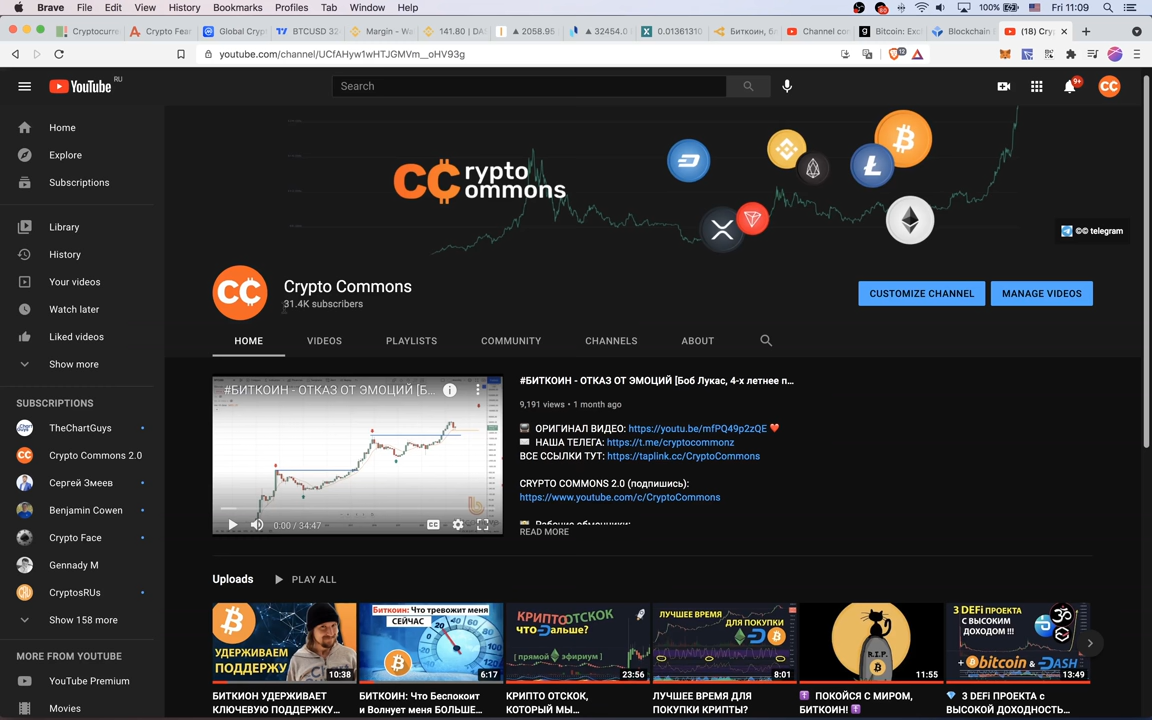 Brave File Edit View History Bookmarks Profiles Tab Window Help 100% Fri 11:09
Cryptocurre Crypto Fear Global Cryp BTCUSD 32 Margin - Wa 141.80 | DAS ▲ 2058.95 ▲ 32454.0 0.01361310 Биткоин, б Channel con Bitcoin: Exc Blockchain (18) Cryp
youtube.com/channel/UCfAHyw1wHTJGMVm__oHV93g
YouTube RU
Search
9+
CC
Home
Explore
Subscriptions
Library
History
Your videos
Watch later
Liked videos
Show more
SUBSCRIPTIONS
TheChartGuys
Crypto Commons 2.0
Сергей Змеев
Benjamin Cowen
Crypto Face
Gennady M
CryptosRUs
Show 158 more
MORE FROM YOUTUBE
YouTube Premium
Movies
CC rypto
ommons
©© telegram
Crypto Commons
31.4K subscribers
CUSTOMIZE CHANNEL
MANAGE VIDEOS
HOME VIDEOS PLAYLISTS COMMUNITY CHANNELS ABOUT
#БИТКОИН - ОТКАЗ ОТ ЭМОЦИЙ [Б...
0:00 / 34:47
#БИТКОИН - ОТКАЗ ОТ ЭМОЦИЙ [Боб Лукас, 4-х летнее п...
9,191 views • 1 month ago
ОРИГИНАЛ ВИДЕО: https://youtu.be/mfPQ49p2zQE ❤️
НАША ТЕЛЕГА: https://t.me/cryptocommonz
ВСЕ ССЫЛКИ ТУТ: https://taplink.cc/CryptoCommons
CRYPTO COMMONS 2.0 (подпишись):
https://www.youtube.com/c/CryptoCommons
READ MORE
Uploads PLAY ALL
УДЕРЖИВАЕМ
ПОДДЕРЖКУ
10:38
Биткоин: Что тревожит меня
СЕЙЧАС
6:17
КРИПТООТСКОК
что дальше?
[ прямой эфириум ]
23:56
ЛУЧШЕЕ ВРЕМЯ
ДЛЯ ПОКУПКИ
8:01
R.I.P.
11:55
3 DEFi ПРОЕКТА
С ВЫСОКИМ
ДОХОДОМ !!!
+ bitcoin & DASH
13:49
БИТКИОН УДЕРЖИВАЕТ
КЛЮЧЕВУЮ ПОДДЕРЖКУ...
БИТКОИН: Что Беспокоит
и Волнует меня БОЛЬШЕ...
КРИПТО ОТСКОК,
КОТОРЫЙ МЫ...
ЛУЧШЕЕ ВРЕМЯ ДЛЯ
ПОКУПКИ КРИПТЫ?
ПОКОЙСЯ С МИРОМ,
БИТКОИН!
3 DEFi ПРОЕКТА с
ВЫСОКОЙ ДОХОДНОСТЬ...